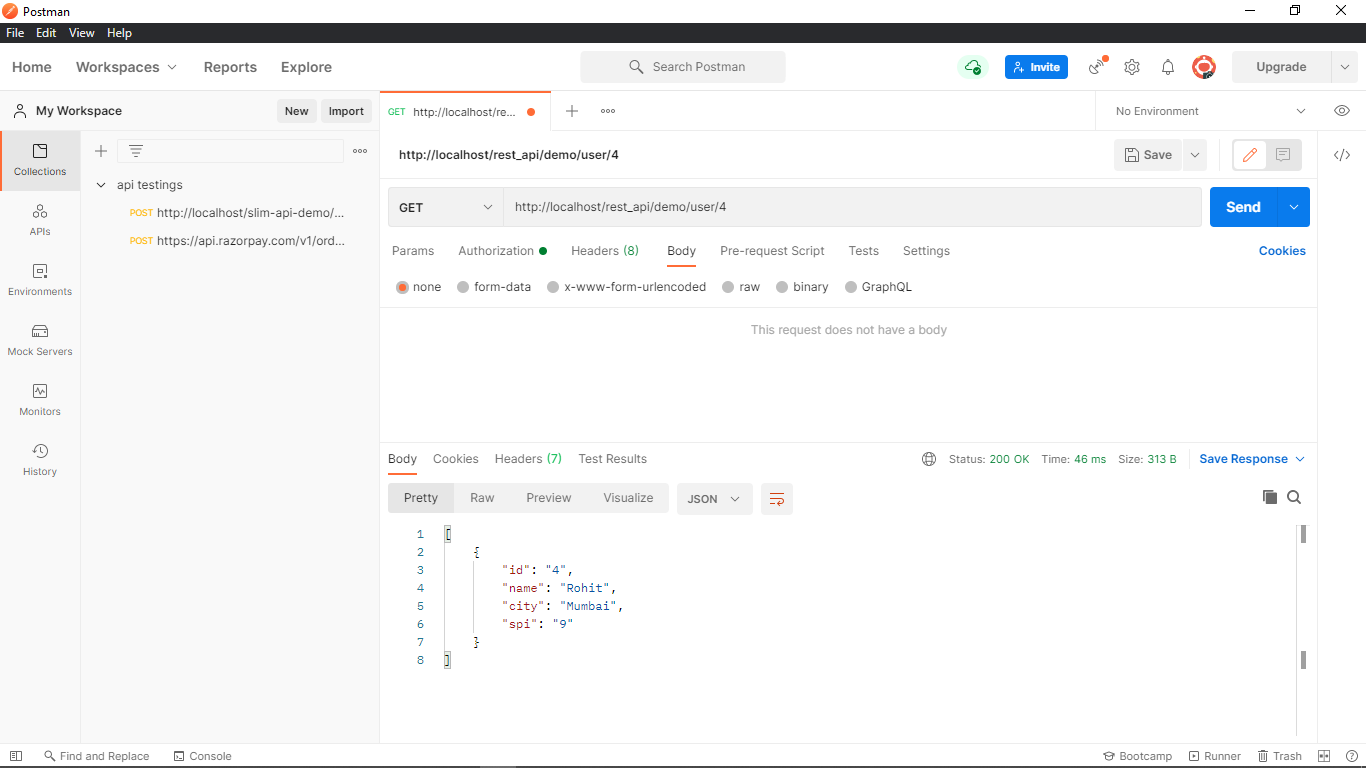 Postman
File Edit View Help
Home Workspaces Reports Explore Search Postman Invite Upgrade
My Workspace New Import GET http://localhost/re... No Environment
Collections
APIs
Environments
Mock Servers
Monitors
History
api testings
POST http://localhost/slim-api-demo/...
POST https://api.razorpay.com/v1/ord...
http://localhost/rest_api/demo/user/4 Save
GET http://localhost/rest_api/demo/user/4 Send
Params Authorization Headers (8) Body Pre-request Script Tests Settings Cookies
none form-data x-www-form-urlencoded raw binary GraphQL
This request does not have a body
Body Cookies Headers (7) Test Results Status: 200 OK Time: 46 ms Size: 313 B Save Response
Pretty Raw Preview Visualize JSON
1 [
2 {
3 "id": "4",
4 "name": "Rohit",
5 "city": "Mumbai",
6 "spi": "9"
7 }
8 ]
Find and Replace Console Bootcamp Runner Trash